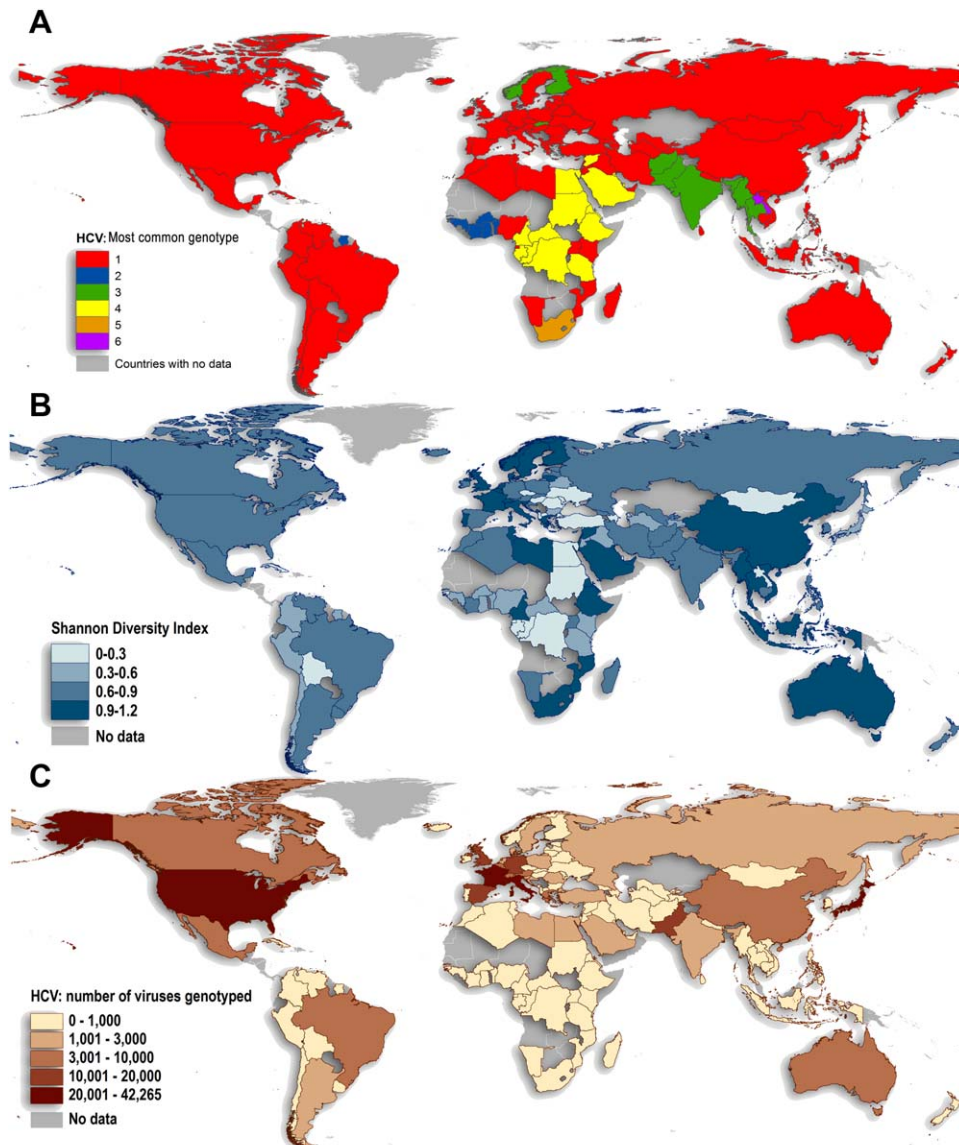 A
HCV: Most common genotype
1
2
3
4
5
6
Countries with no data
B
Shannon Diversity Index
0-0.3
0.3-0.6
0.6-0.9
0.9-1.2
No data
C
HCV: number of viruses genotyped
0 - 1,000
1,001 - 3,000
3,001 - 10,000
10,001 - 20,000
20,001 - 42,265
No data